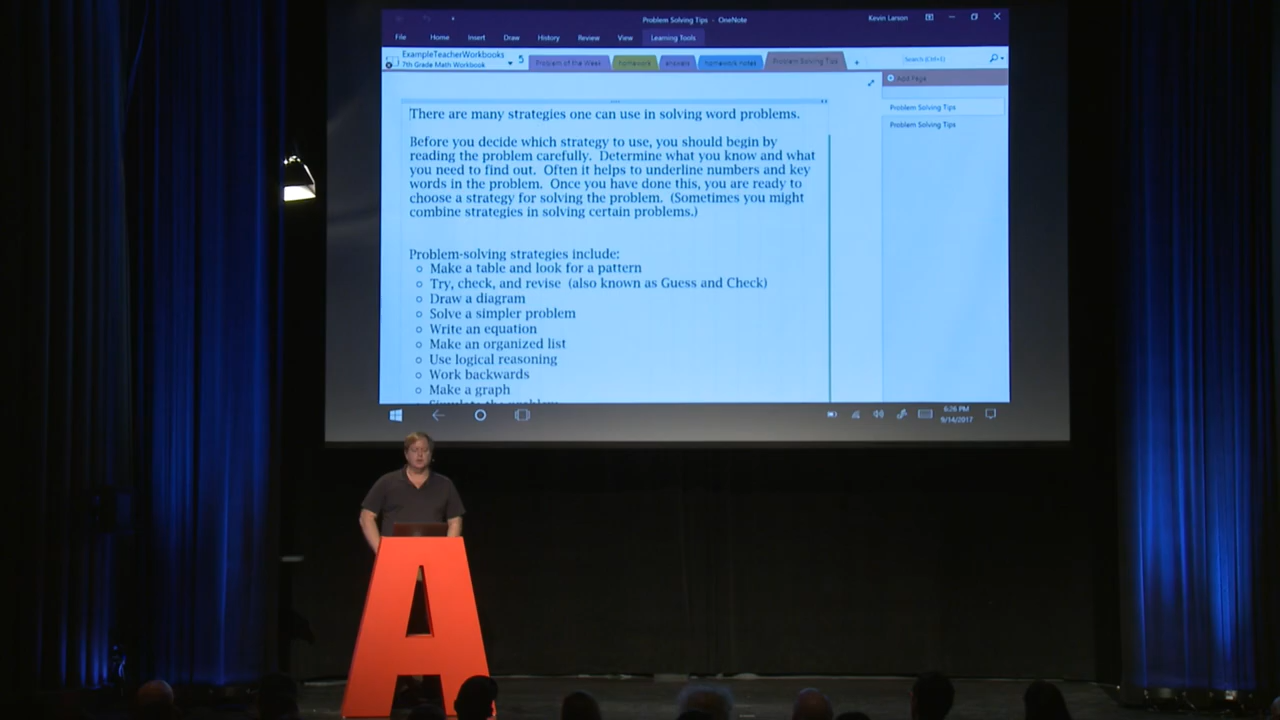 Problem Solving Tips - OneNote
Kevin Larson
File Home Insert Draw History Review View Learning Tools
ExampleTeacherWorkbooks
7th Grade Math Workbook
Problem of the Week
homework
answers
homework notes
Problem Solving Tips
Search (Ctrl+E)
Add Page
Problem Solving Tips
Problem Solving Tips
There are many strategies one can use in solving word problems.
Before you decide which strategy to use, you should begin by
reading the problem carefully. Determine what you know and what
you need to find out. Often it helps to underline numbers and key
words in the problem. Once you have done this, you are ready to
choose a strategy for solving the problem. (Sometimes you might
combine strategies in solving certain problems.)
Problem-solving strategies include:
Make a table and look for a pattern
Try, check, and revise (also known as Guess and Check)
Draw a diagram
Solve a simpler problem
Write an equation
Make an organized list
Use logical reasoning
Work backwards
Make a graph
6:26 PM
9/14/2017
A